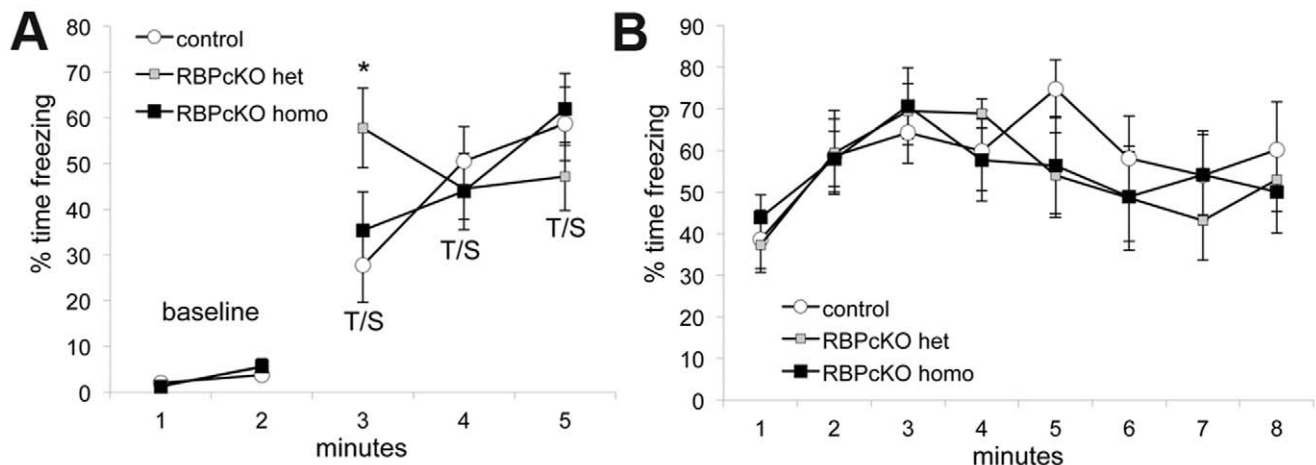 A
% time freezing
80
70
60
50
40
30
20
10
0
control
RBPcKO het
RBPcKO homo
*
baseline
T/S
T/S
T/S
1 2 3 4 5
minutes
B
% time freezing
90
80
70
60
50
40
30
20
10
0
control
RBPcKO het
RBPcKO homo
1 2 3 4 5 6 7 8
minutes